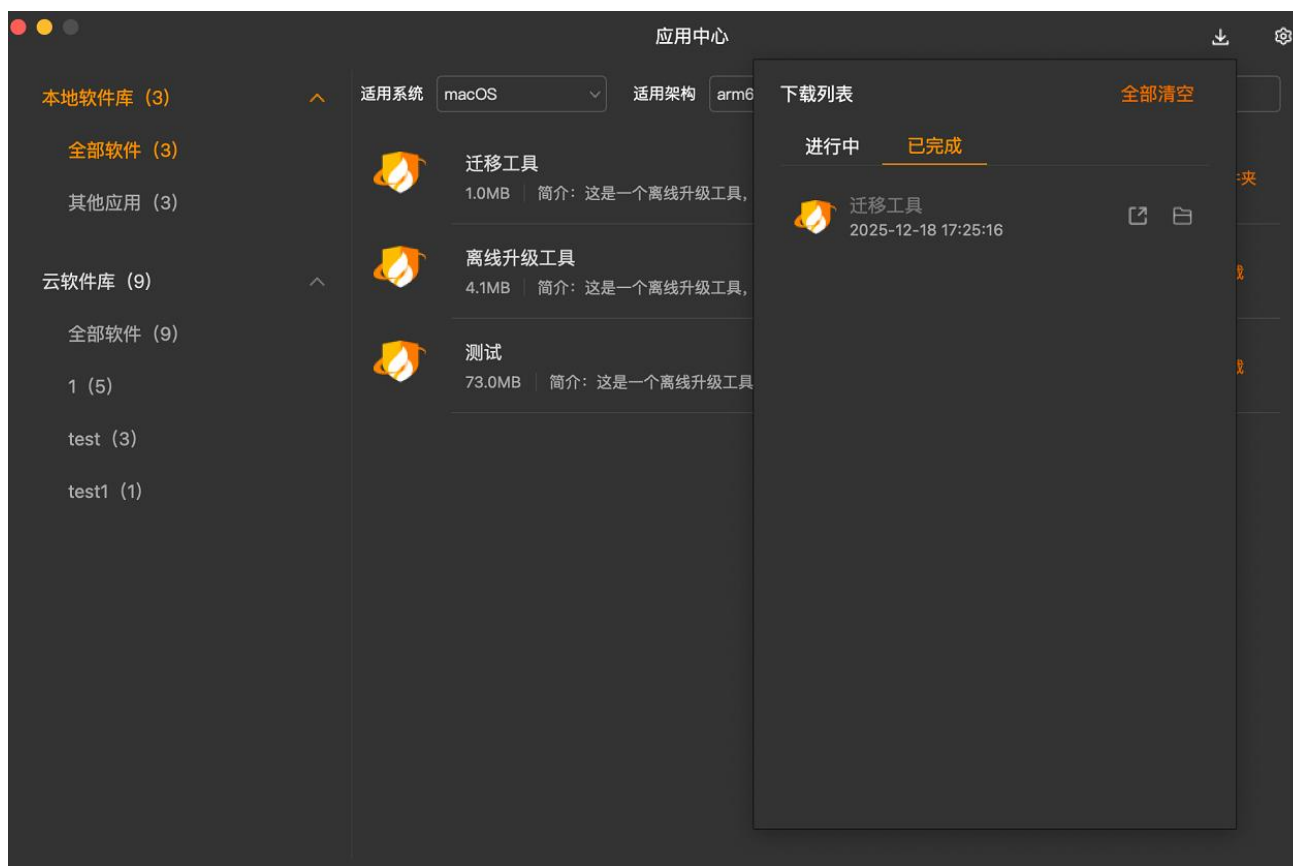 应用中心
本地软件库（3）
全部软件（3）
其他应用（3）
云软件库（9）
全部软件（9）
1（5）
test（3）
test1（1）
适用系统 macOS 适用架构 arm6
迁移工具
1.0MB 简介：这是一个离线升级工具，
离线升级工具
4.1MB 简介：这是一个离线升级工具，
测试
73.0MB 简介：这是一个离线升级工具
下载列表 全部清空
进行中 已完成
迁移工具
2025-12-18 17:25:16
夹